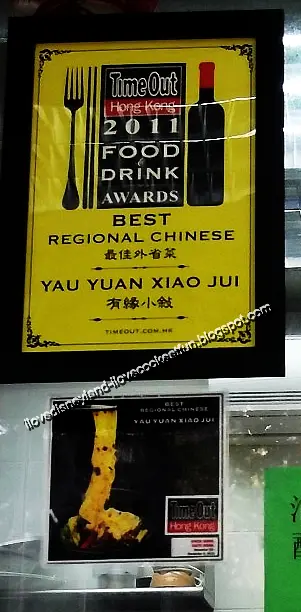 Time Out
Hong Kong
2011
FOOD
&
DRINK
AWARDS
BEST
REGIONAL CHINESE
最佳外省菜
YAU YUAN XIAO JUI
有緣小敍
TIMEOUT.COM.HK
ilovedisneyland-ilovecookeatfun.blogspot.com
BEST
REGIONAL CHINESE
YAU YUAN XIAO JUI
Time Out
Hong Kong